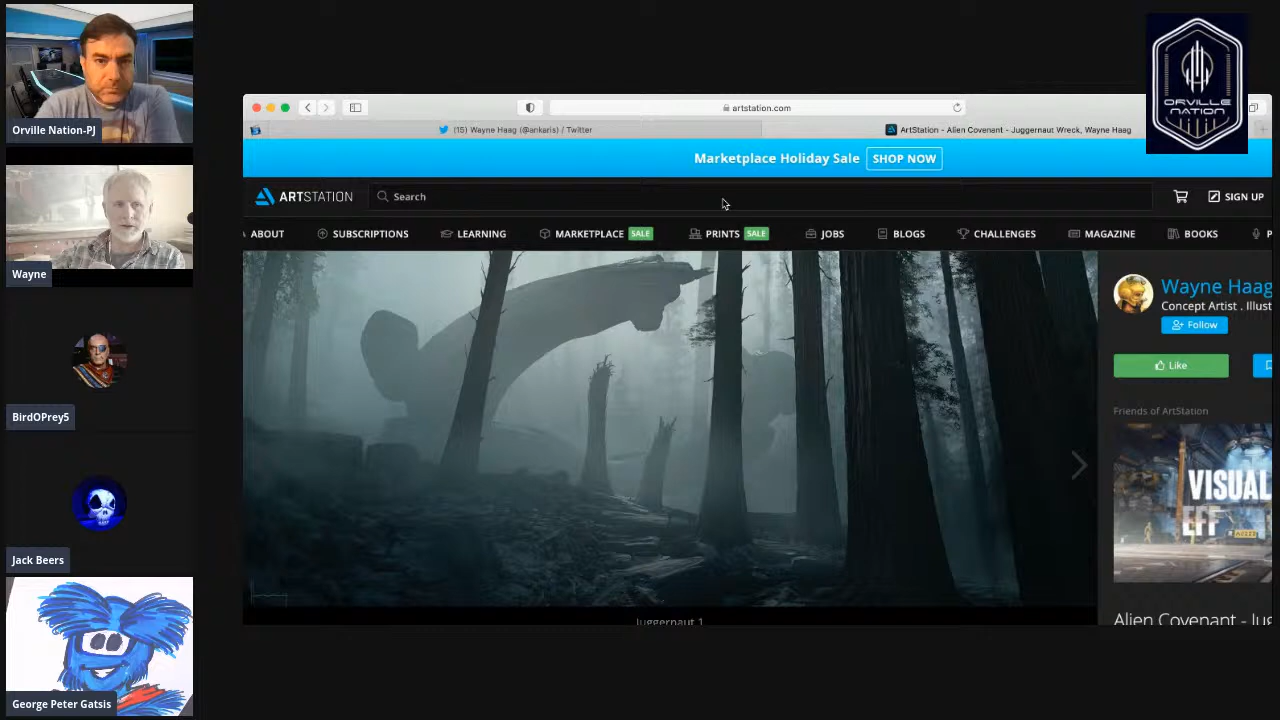 Orville Nation-PJ
Wayne
BirdOPrey5
Jack Beers
George Peter Gatsis
ORVILLE
NATION
artstation.com
(15) Wayne Haag (@ankaris) / Twitter
ArtStation - Alien Covenant - Juggernaut Wreck, Wayne Haag
Marketplace Holiday Sale SHOP NOW
ARTSTATION
Search
SIGN UP
ABOUT
SUBSCRIPTIONS
LEARNING
MARKETPLACE SALE
PRINTS SALE
JOBS
BLOGS
CHALLENGES
MAGAZINE
BOOKS
P
Wayne Haag
Concept Artist . Illust
Follow
Like
Friends of ArtStation
VISUAL
EFF
Juggernaut 1
Alien Covenant - Jug